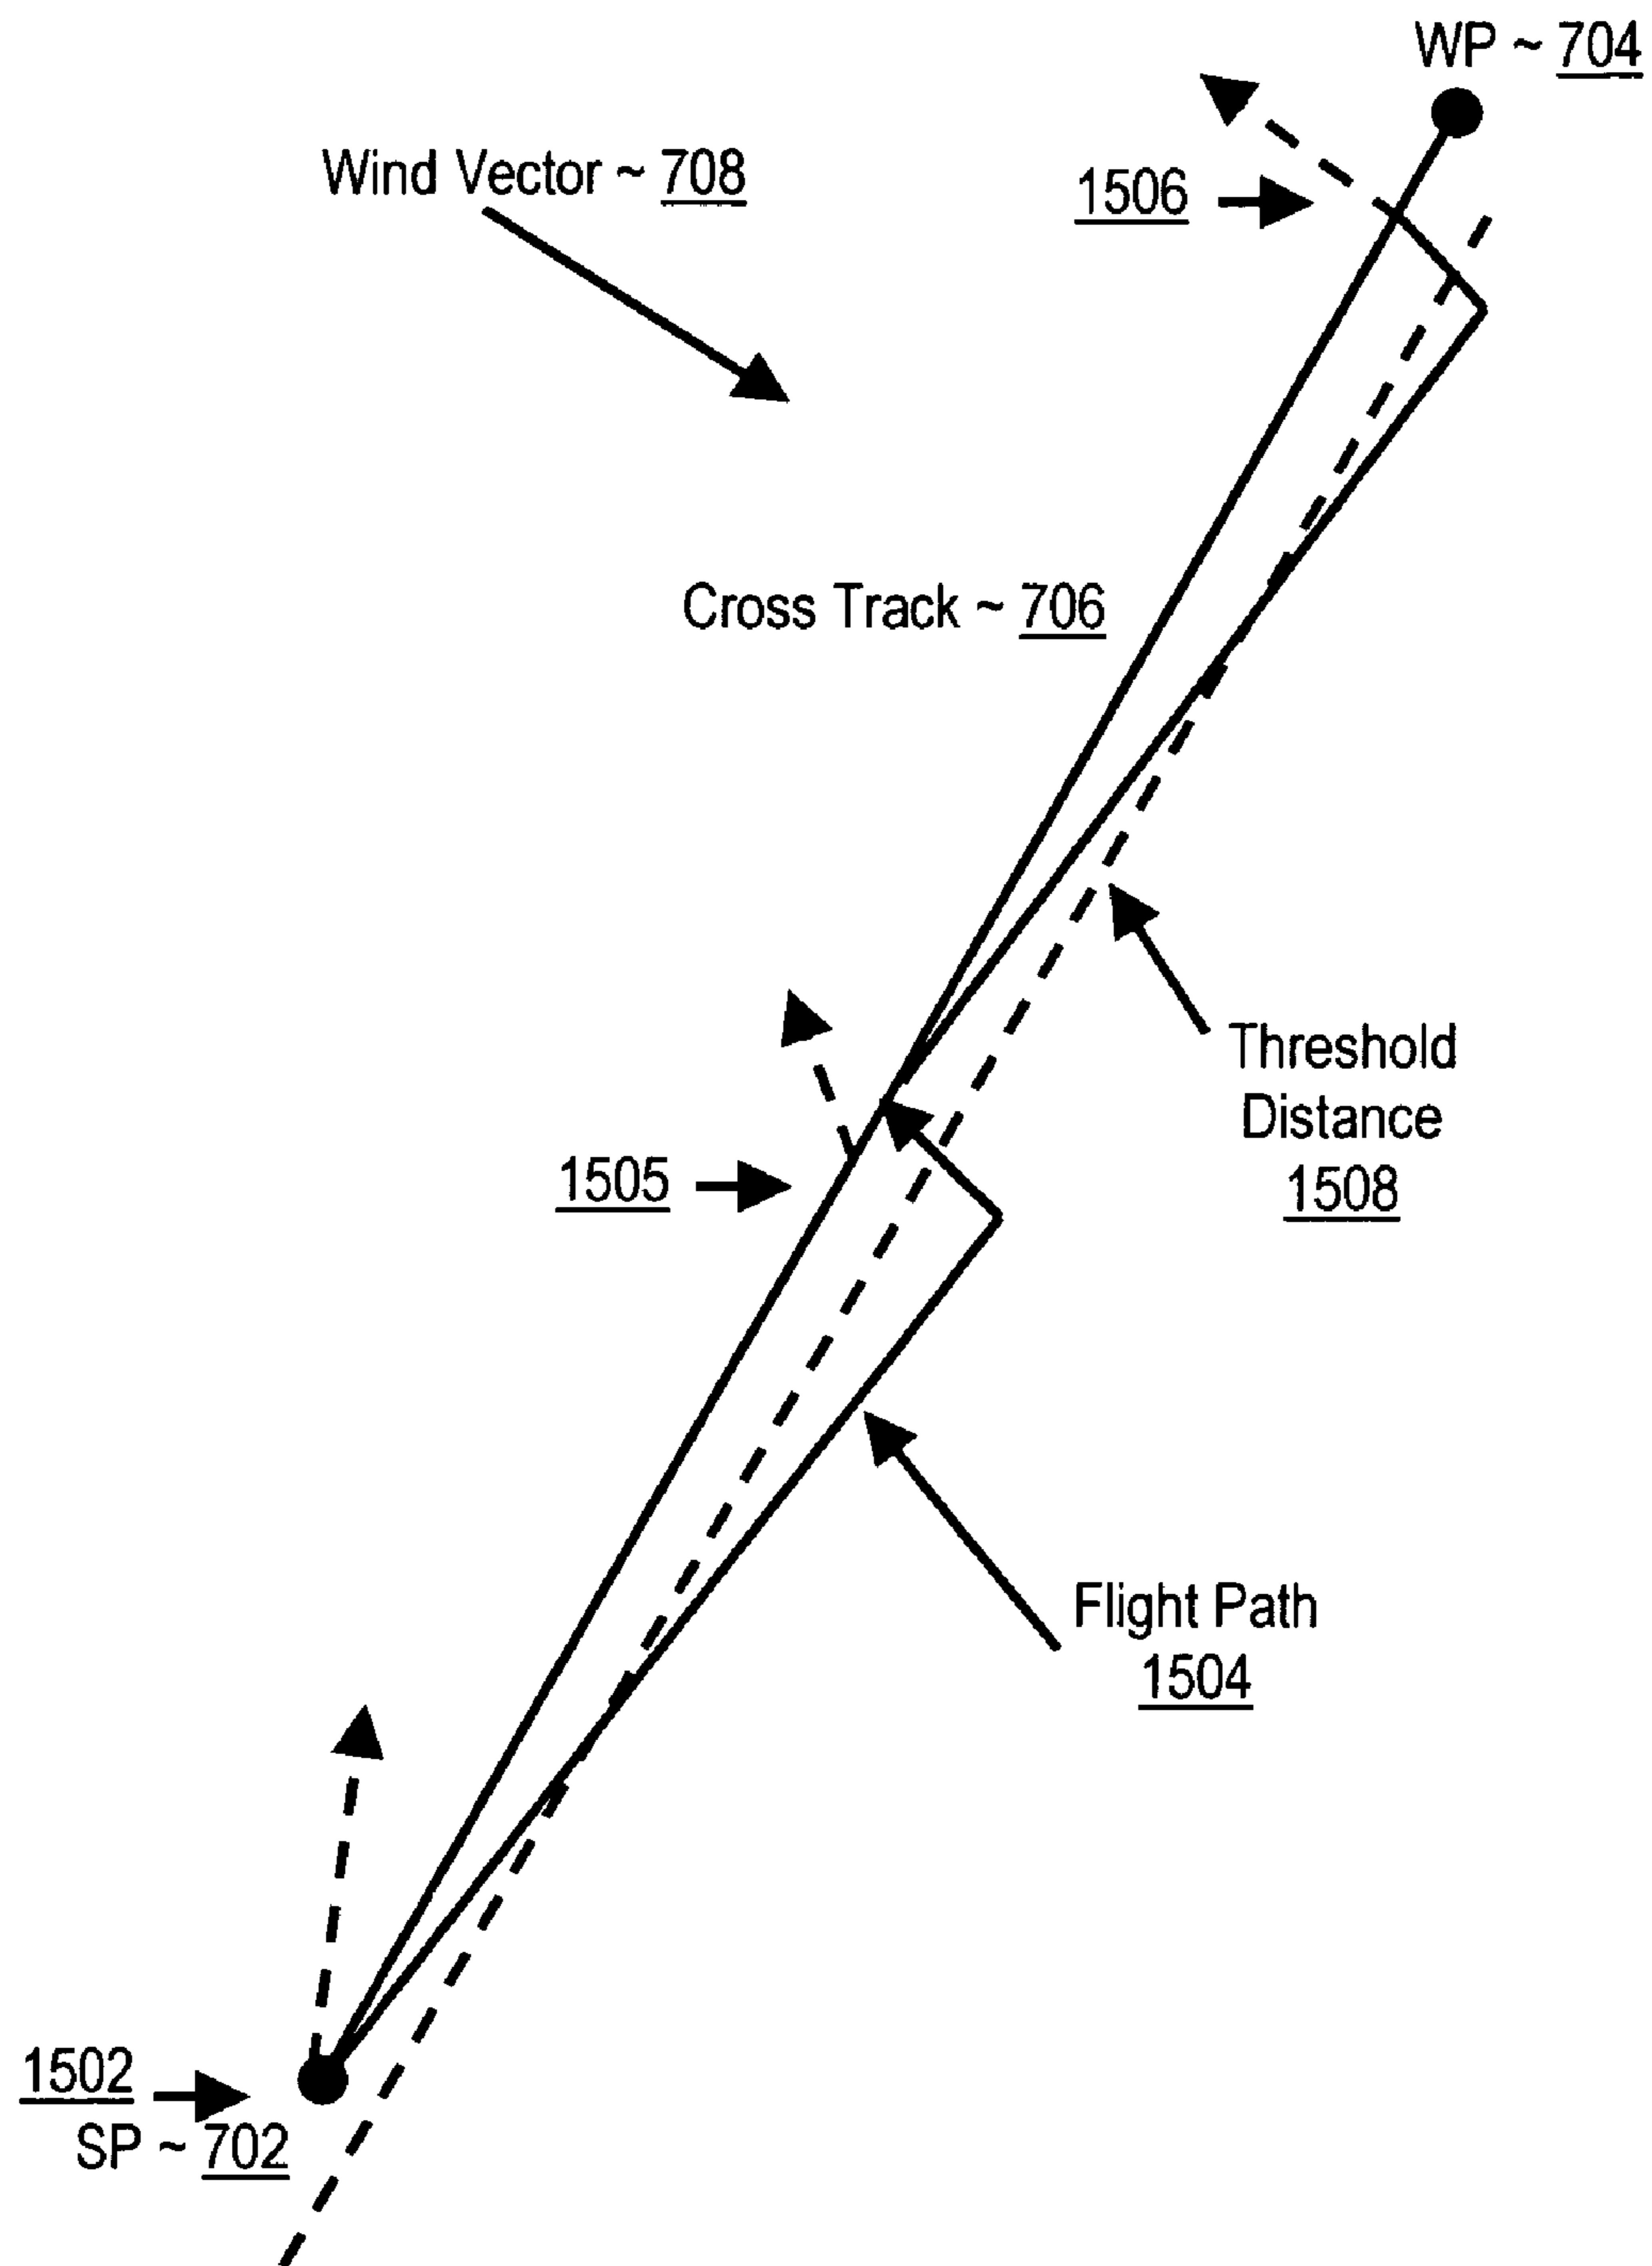 WP ~ 704
Wind Vector ~ 708
1506
Cross Track ~ 706
Threshold
Distance
1508
1505
Flight Path
1504
1502
SP ~ 702